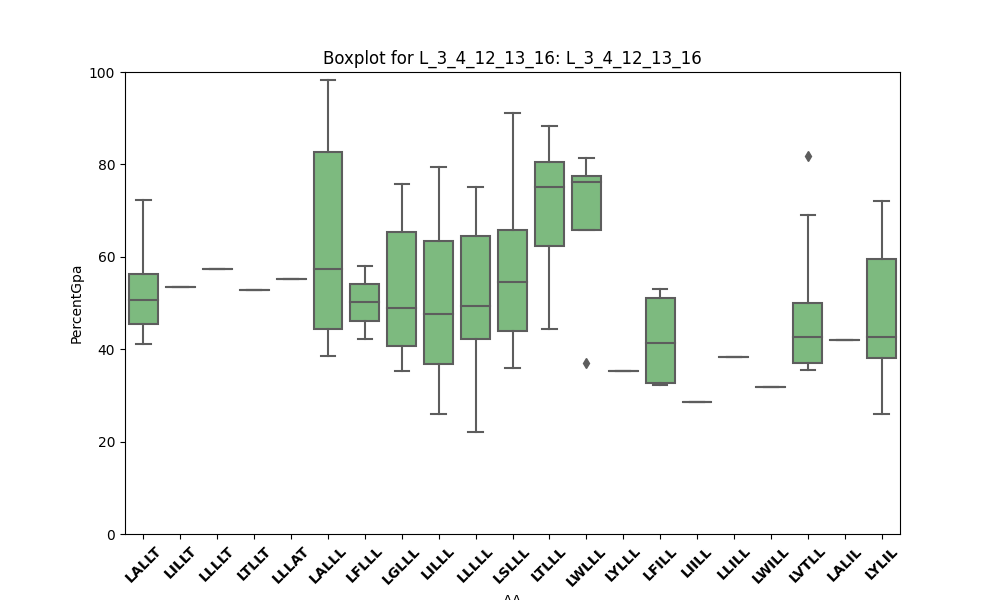 Boxplot for L_3_4_12_13_16: L_3_4_12_13_16
100
80
60
40
20
0
PercentGpa
LALLT LILLT LLLLT LTLLT LLLAT LALLL LFLLL LGLLL LILLL LLLLL LSLLL LTLLL LWLLL LYLLL LFILL LIILL LLILL LWILL LVTLL LALIL LYLIL
AA